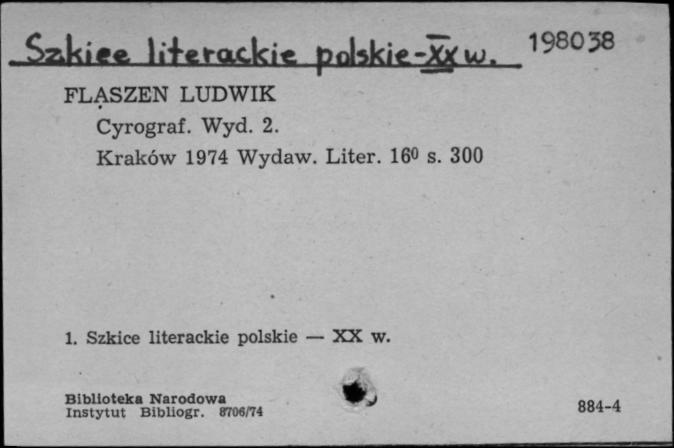 Szkice literackie polskie-XX w. 198038
FLASZEN LUDWIK
Cyrograf. Wyd. 2.
Kraków 1974 Wydaw. Liter. 16⁰ s. 300
1. Szkice literackie polskie — XX w.
Biblioteka Narodowa
Instytut Bibliogr. 8706/74
884-4